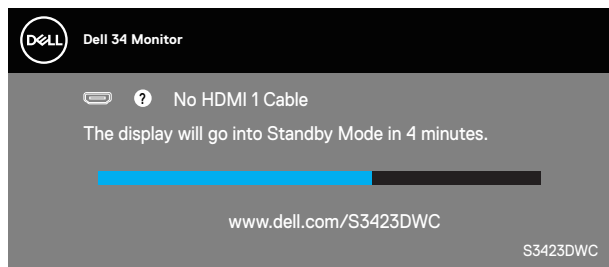 DELL
Dell 34 Monitor
? No HDMI 1 Cable
The display will go into Standby Mode in 4 minutes.
www.dell.com/S3423DWC
S3423DWC